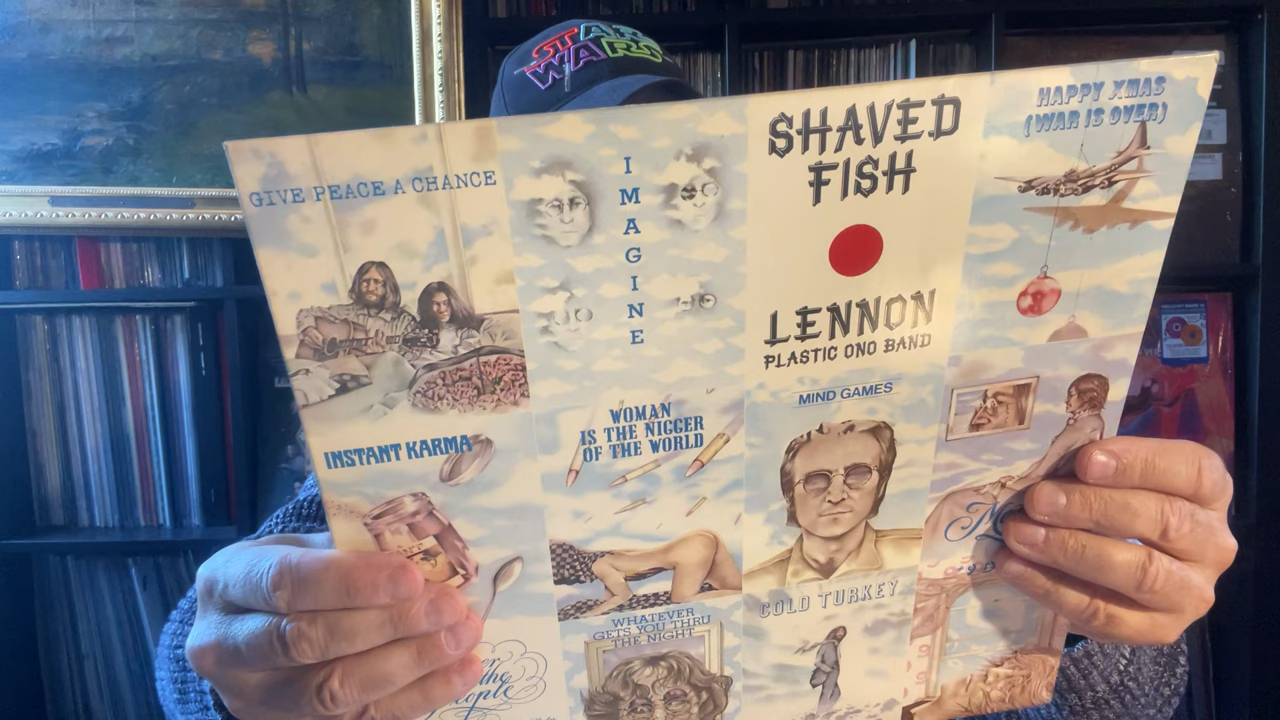 STAR
WARS
GIVE PEACE A CHANCE
IMAGINE
SHAVED
FISH
LENNON
PLASTIC ONO BAND
HAPPY XMAS
(WAR IS OVER)
INSTANT KARMA
WOMAN
IS THE NIGGER
OF THE WORLD
MIND GAMES
WHATEVER
GETS YOU THRU
THE NIGHT
COLD TURKEY
the